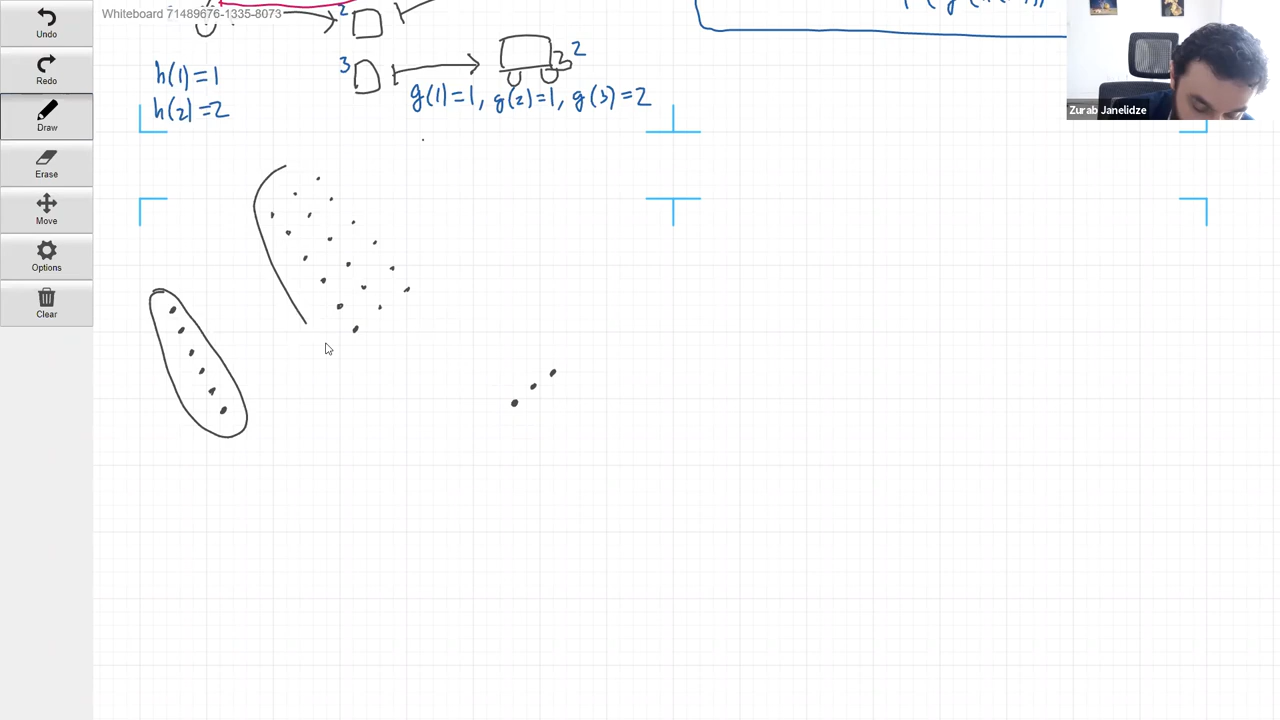 Whiteboard 71489676-1335-8073
Undo
Redo
Draw
Erase
Move
Options
Clear
2
3
2
h(1)=1
h(2)=2
g(1)=1, g(2)=1, g(3)=2
Zurab Janelidze